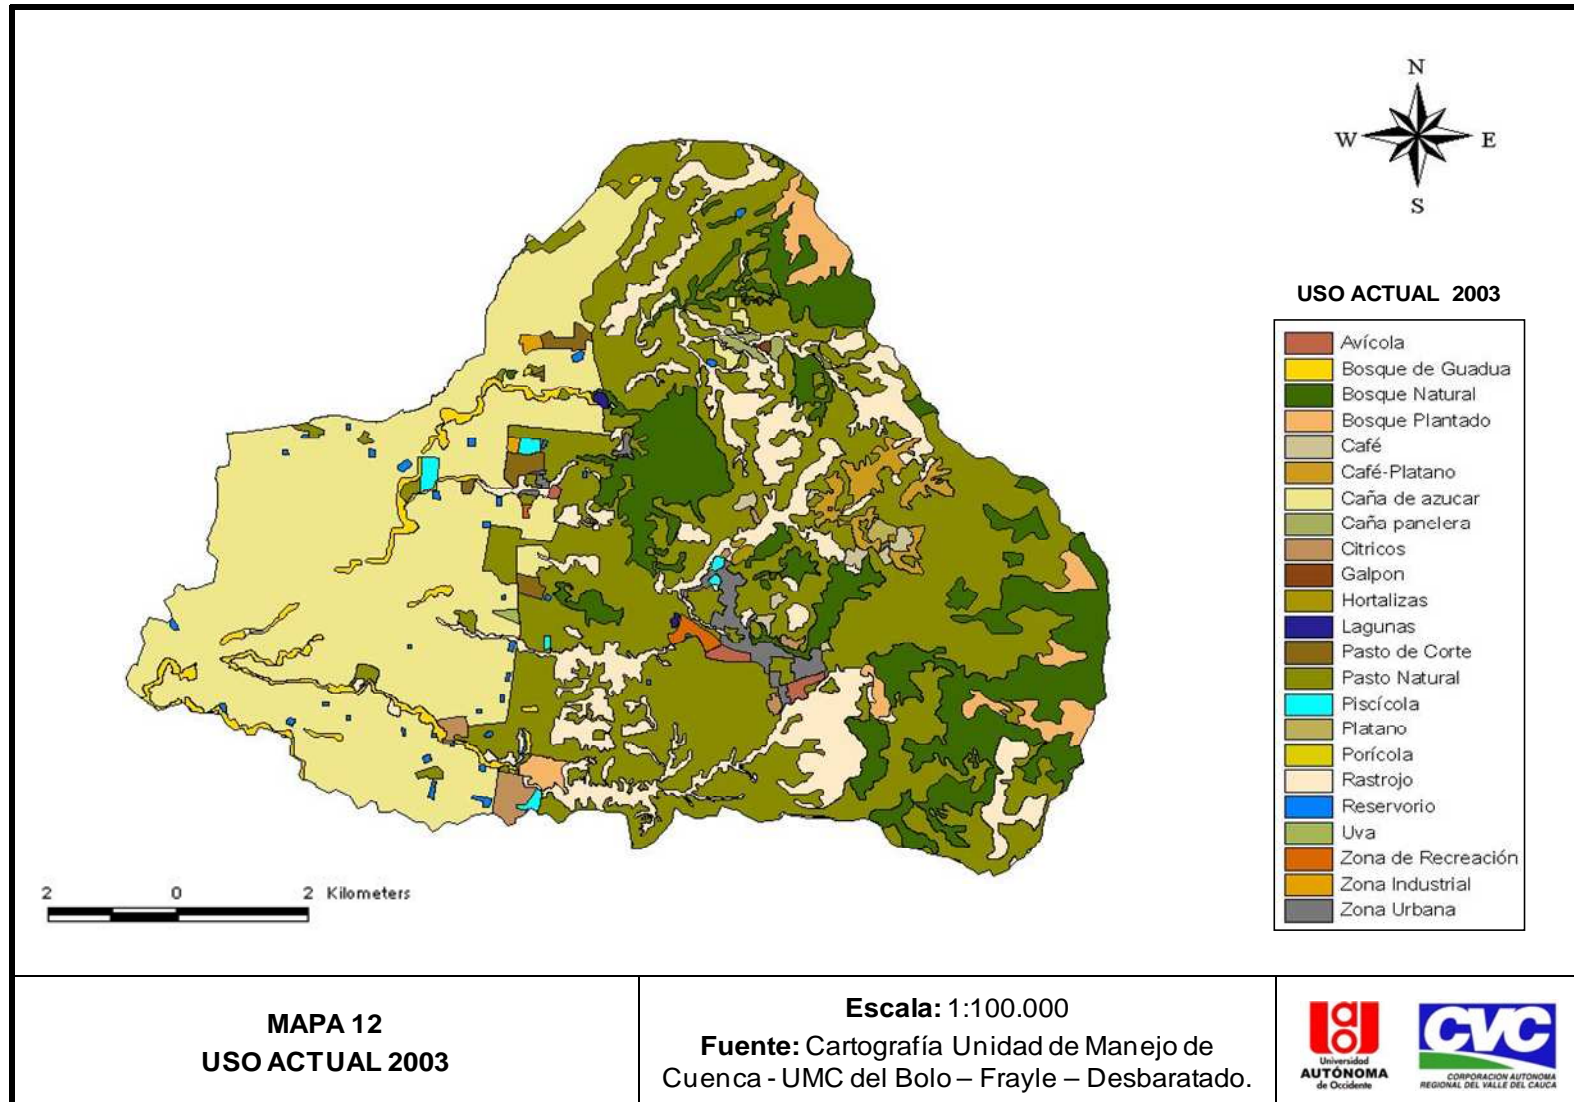 N
W
E
S
USO ACTUAL 2003
Avícola
Bosque de Guadua
Bosque Natural
Bosque Plantado
Café
Café-Platano
Caña de azucar
Caña panelera
Citricos
Galpon
Hortalizas
Lagunas
Pasto de Corte
Pasto Natural
Piscícola
Platano
Porícola
Rastrojo
Reservorio
Uva
Zona de Recreación
Zona Industrial
Zona Urbana
2 0 2 Kilometers
MAPA 12
USO ACTUAL 2003
Escala: 1:100.000
Fuente: Cartografía Unidad de Manejo de
Cuenca - UMC del Bolo – Frayle – Desbaratado.
Universidad
AUTÓNOMA
de Occidente
CVC
CORPORACION AUTONOMA
REGIONAL DEL VALLE DEL CAUCA